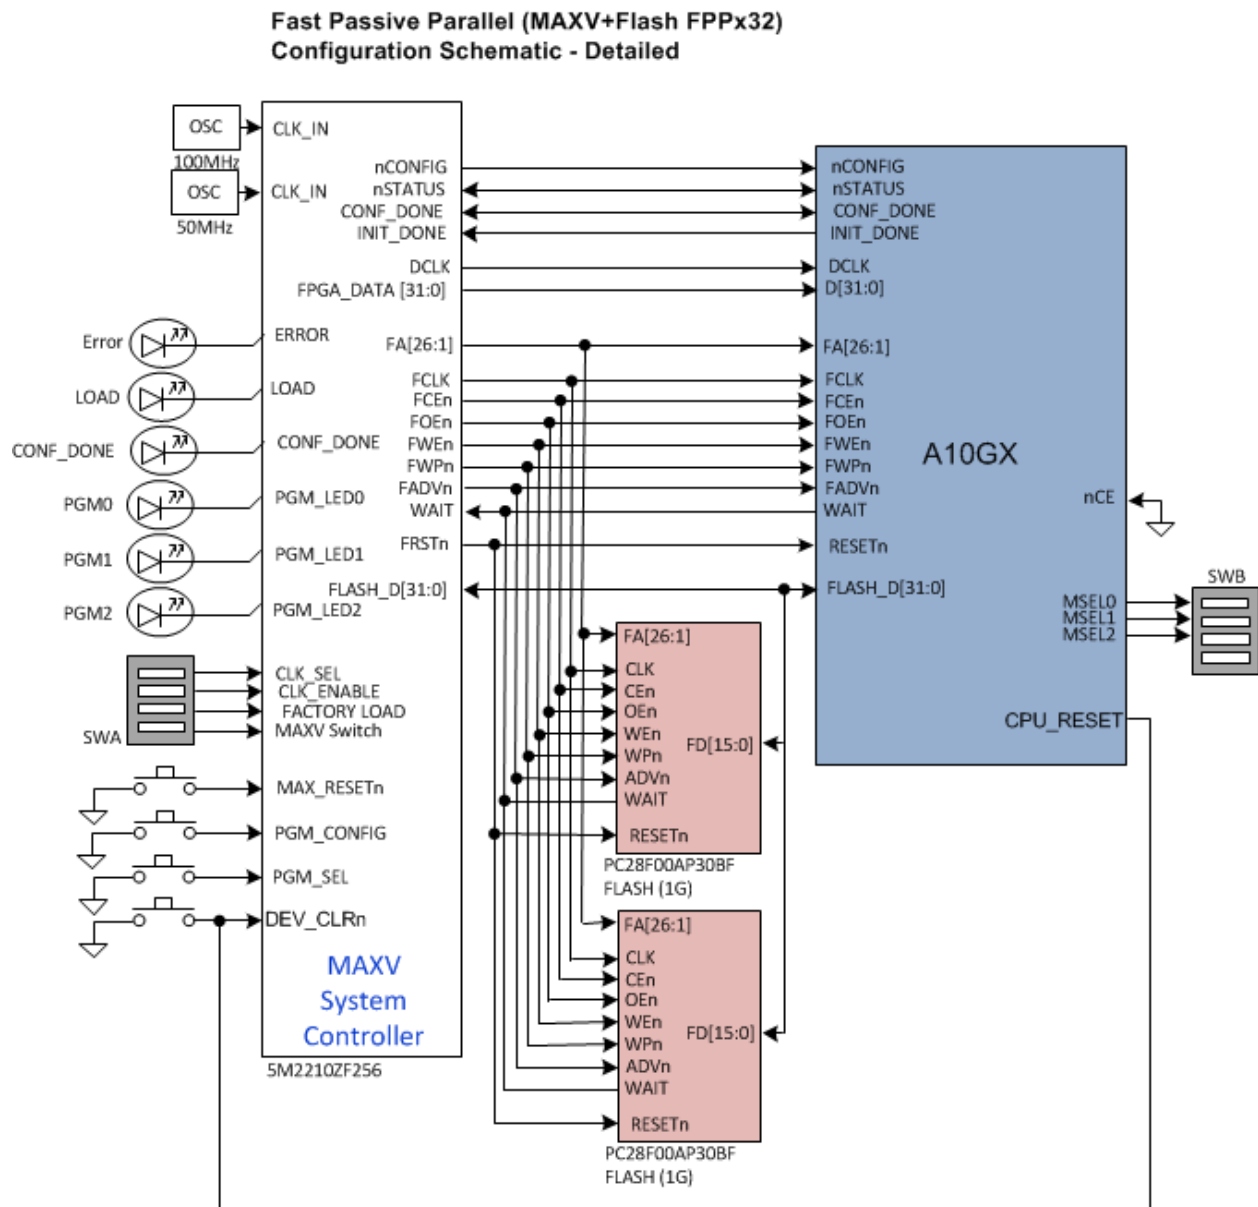 Fast Passive Parallel (MAXV+Flash FPPx32)
Configuration Schematic - Detailed
OSC
100MHz
OSC
50MHz
CLK_IN
CLK_IN
nCONFIG
nSTATUS
CONF_DONE
INIT_DONE
DCLK
FPGA_DATA [31:0]
Error
LOAD
CONF_DONE
PGM0
PGM1
PGM2
ERROR
LOAD
CONF_DONE
PGM_LED0
PGM_LED1
PGM_LED2
FA[26:1]
FCLK
FCEn
FOEn
FWEn
FWPn
FADVn
WAIT
FRSTn
FLASH_D[31:0]
SWA
CLK_SEL
CLK_ENABLE
FACTORY LOAD
MAXV Switch
MAX_RESETn
PGM_CONFIG
PGM_SEL
DEV_CLRn
MAXV
System
Controller
5M2210ZF256
nCONFIG
nSTATUS
CONF_DONE
INIT_DONE
DCLK
D[31:0]
FA[26:1]
FCLK
FCEn
FOEn
FWEn
FWPn
FADVn
WAIT
RESETn
FLASH_D[31:0]
A10GX
nCE
MSEL0
MSEL1
MSEL2
SWB
CPU_RESET
FA[26:1]
CLK
CEn
OEn
WEn
WPn
ADVn
WAIT
RESETn
FD[15:0]
PC28F00AP30BF
FLASH (1G)
FA[26:1]
CLK
CEn
OEn
WEn
WPn
ADVn
WAIT
RESETn
FD[15:0]
PC28F00AP30BF
FLASH (1G)